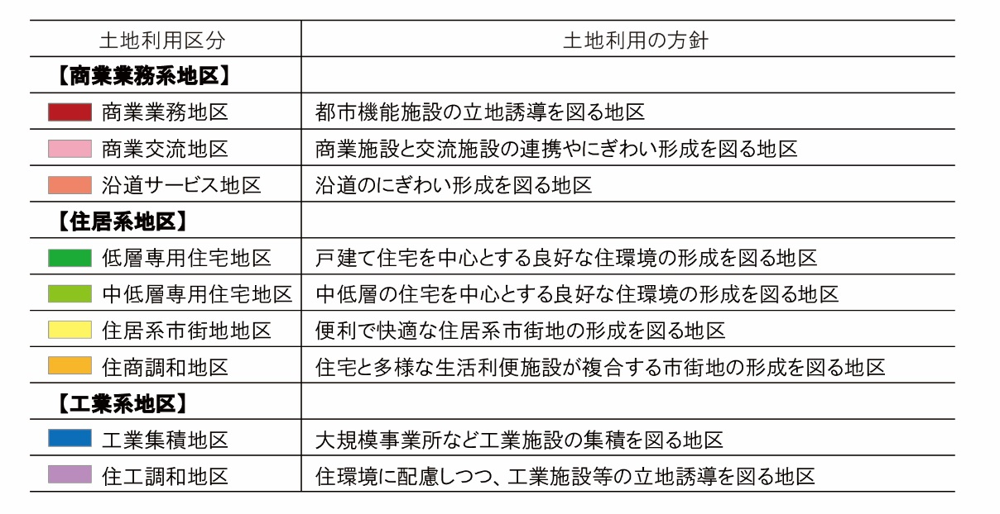 土地利用区分 土地利用の方針
【商業業務系地区】
商業業務地区 都市機能施設の立地誘導を図る地区
商業交流地区 商業施設と交流施設の連携やにぎわい形成を図る地区
沿道サービス地区 沿道のにぎわい形成を図る地区
【住居系地区】
低層専用住宅地区 戸建て住宅を中心とする良好な住環境の形成を図る地区
中低層専用住宅地区 中低層の住宅を中心とする良好な住環境の形成を図る地区
住居系市街地地区 便利で快適な住居系市街地の形成を図る地区
住商調和地区 住宅と多様な生活利便施設が複合する市街地の形成を図る地区
【工業系地区】
工業集積地区 大規模事業所など工業施設の集積を図る地区
住工調和地区 住環境に配慮しつつ、工業施設等の立地誘導を図る地区